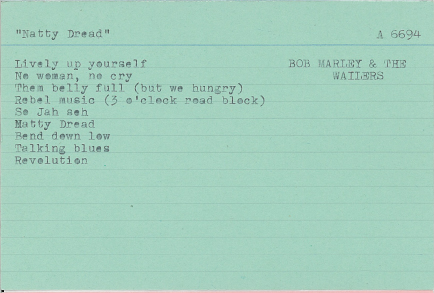 "Natty Dread"
A 6694
Lively up yourself
BOB MARLEY & THE
No woman, no cry
WAILERS
Them belly full (but we hungry)
Rebel music (3 o'clock road block)
So Jah seh
Natty Dread
Bend down low
Talking blues
Revolution